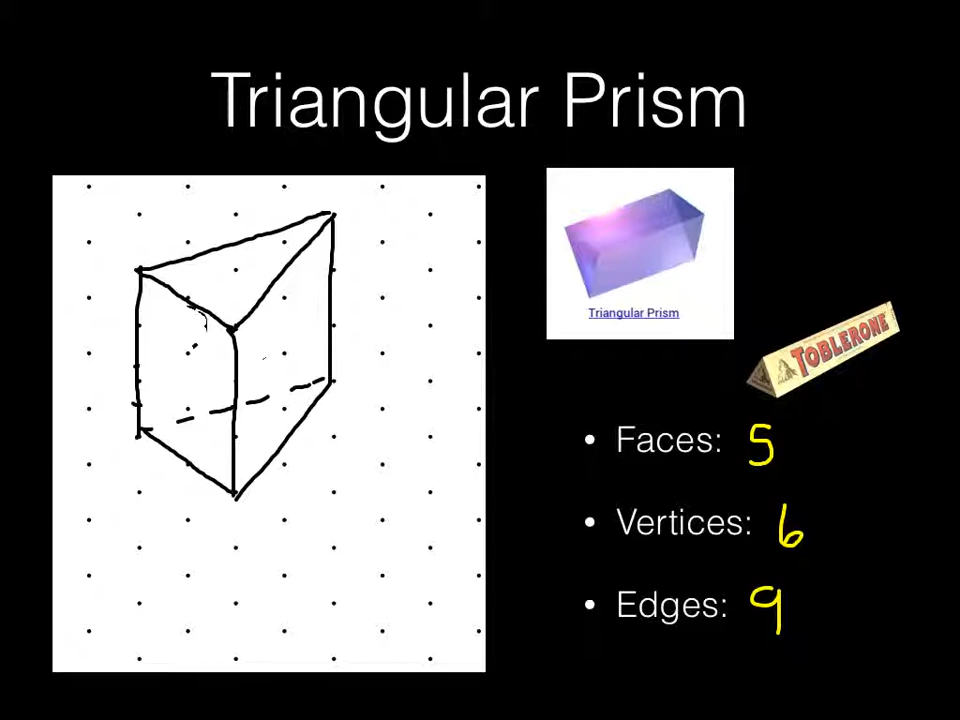 Triangular Prism
Triangular Prism
TOBLERONE
• Faces: 5
• Vertices: 6
• Edges: 9